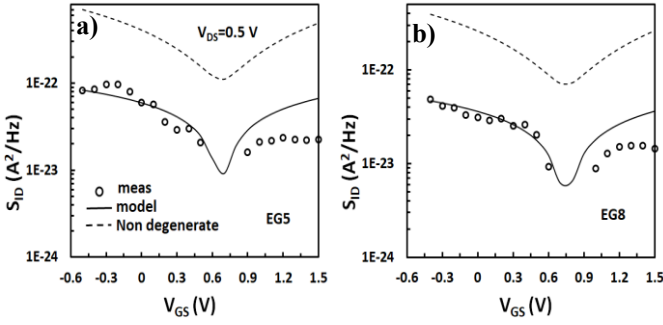 a)
V_DS=0.5 V
1E-22
1E-23
1E-24
S_ID (A²/Hz)
meas
model
Non degenerate
EG5
-0.6 -0.3 0 0.3 0.6 0.9 1.2 1.5
V_GS (V)
b)
1E-22
1E-23
1E-24
S_ID (A²/Hz)
EG8
-0.6 -0.3 0 0.3 0.6 0.9 1.2 1.5
V_GS (V)